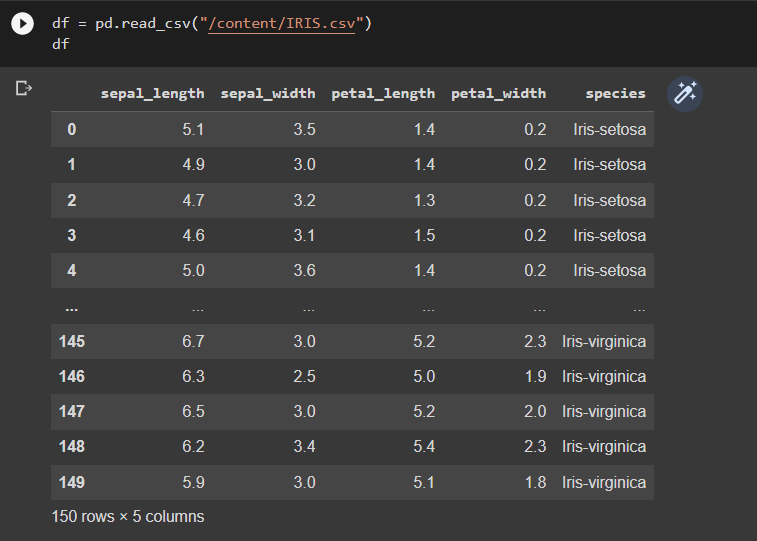 df = pd.read_csv("/content/IRIS.csv")
df
sepal_length sepal_width petal_length petal_width species
0 5.1 3.5 1.4 0.2 Iris-setosa
1 4.9 3.0 1.4 0.2 Iris-setosa
2 4.7 3.2 1.3 0.2 Iris-setosa
3 4.6 3.1 1.5 0.2 Iris-setosa
4 5.0 3.6 1.4 0.2 Iris-setosa
... ... ... ... ... ...
145 6.7 3.0 5.2 2.3 Iris-virginica
146 6.3 2.5 5.0 1.9 Iris-virginica
147 6.5 3.0 5.2 2.0 Iris-virginica
148 6.2 3.4 5.4 2.3 Iris-virginica
149 5.9 3.0 5.1 1.8 Iris-virginica
150 rows × 5 columns